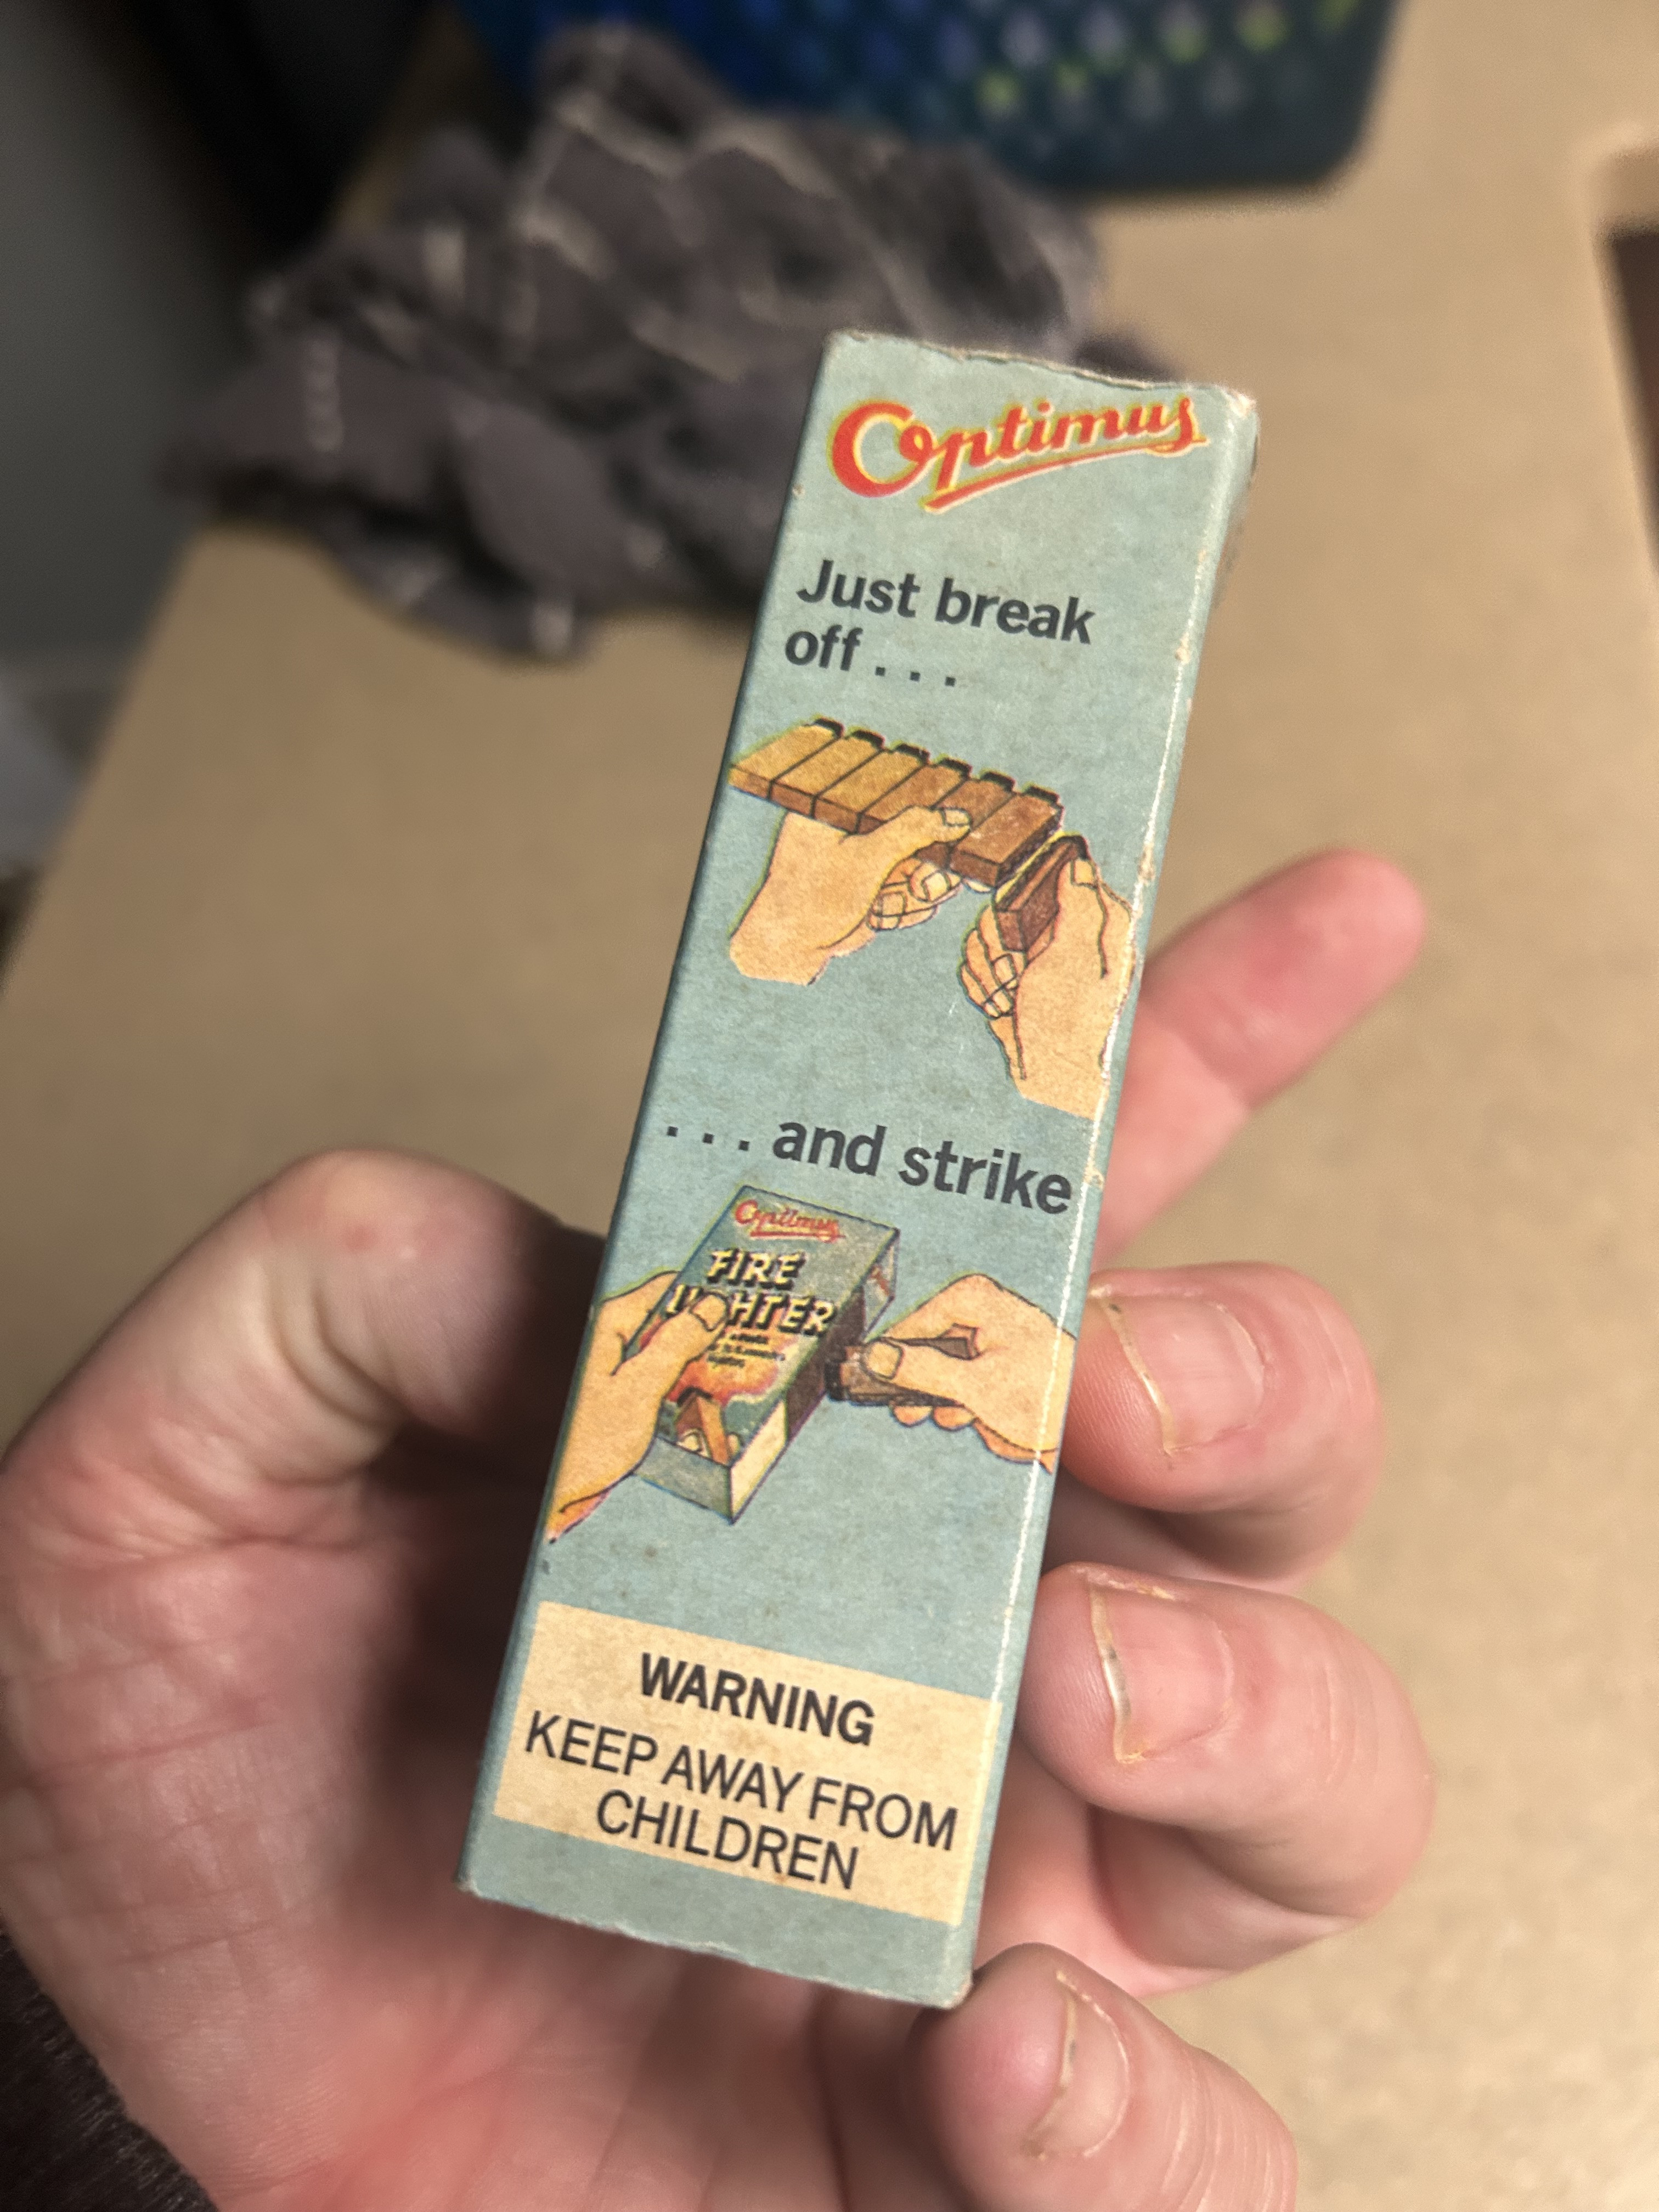 Optimus
Just break
off . . .
. . . and strike
Optimus
FIRE
LIGHTER
WARNING
KEEP AWAY FROM
CHILDREN